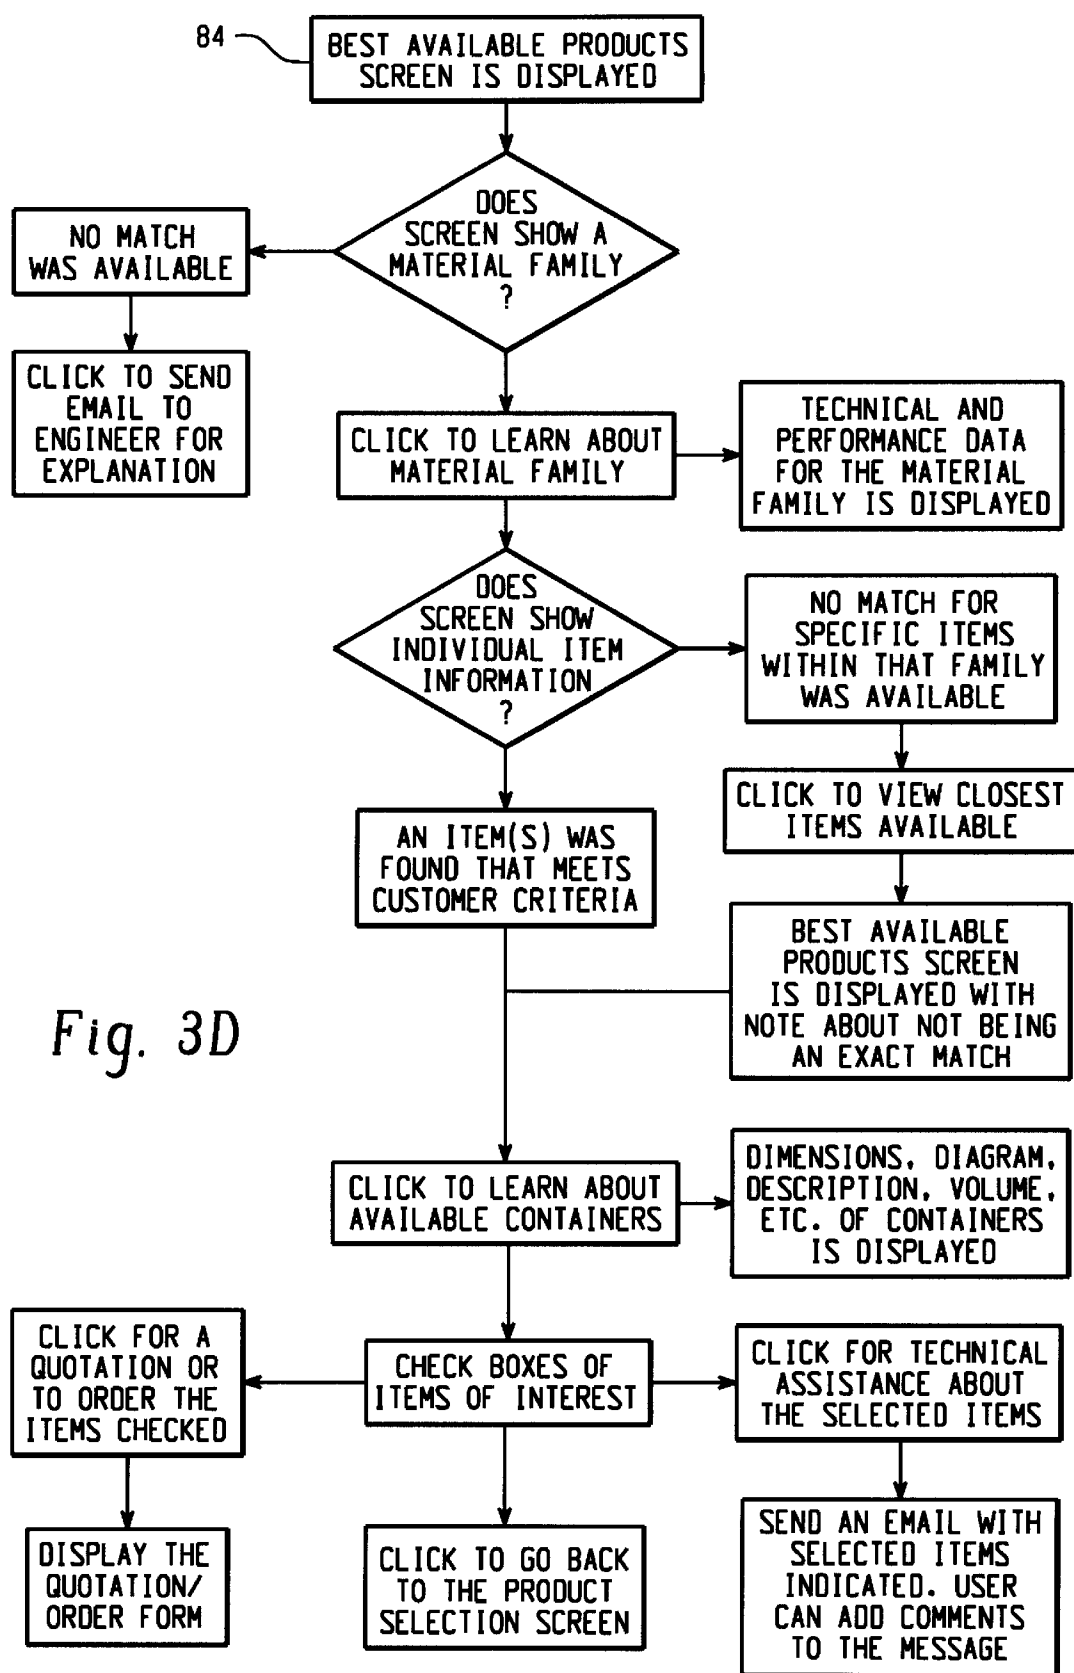 84
BEST AVAILABLE PRODUCTS
SCREEN IS DISPLAYED
DOES
SCREEN SHOW A
MATERIAL FAMILY
?
NO MATCH
WAS AVAILABLE
CLICK TO SEND
EMAIL TO
ENGINEER FOR
EXPLANATION
CLICK TO LEARN ABOUT
MATERIAL FAMILY
TECHNICAL AND
PERFORMANCE DATA
FOR THE MATERIAL
FAMILY IS DISPLAYED
DOES
SCREEN SHOW
INDIVIDUAL ITEM
INFORMATION
?
NO MATCH FOR
SPECIFIC ITEMS
WITHIN THAT FAMILY
WAS AVAILABLE
CLICK TO VIEW CLOSEST
ITEMS AVAILABLE
AN ITEM(S) WAS
FOUND THAT MEETS
CUSTOMER CRITERIA
BEST AVAILABLE
PRODUCTS SCREEN
IS DISPLAYED WITH
NOTE ABOUT NOT BEING
AN EXACT MATCH
Fig. 3D
CLICK TO LEARN ABOUT
AVAILABLE CONTAINERS
DIMENSIONS, DIAGRAM,
DESCRIPTION, VOLUME,
ETC. OF CONTAINERS
IS DISPLAYED
CLICK FOR A
QUOTATION OR
TO ORDER THE
ITEMS CHECKED
CHECK BOXES OF
ITEMS OF INTEREST
CLICK FOR TECHNICAL
ASSISTANCE ABOUT
THE SELECTED ITEMS
DISPLAY THE
QUOTATION/
ORDER FORM
CLICK TO GO BACK
TO THE PRODUCT
SELECTION SCREEN
SEND AN EMAIL WITH
SELECTED ITEMS
INDICATED. USER
CAN ADD COMMENTS
TO THE MESSAGE